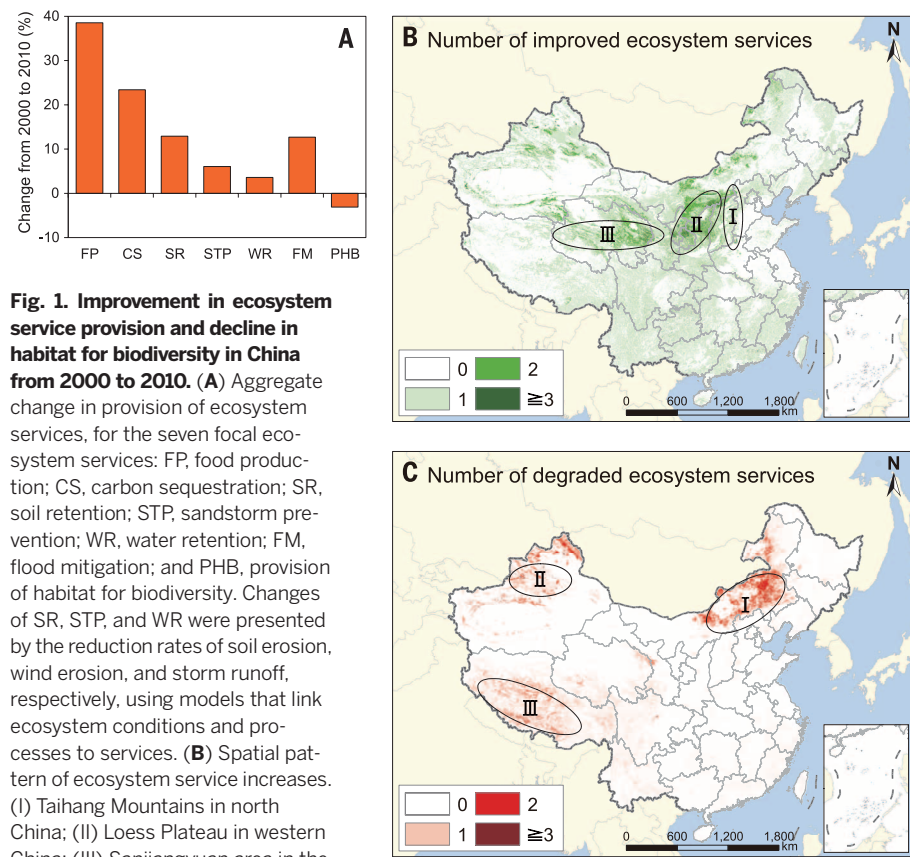 A
Change from 2000 to 2010 (%)
40
30
20
10
0
-10
FP CS SR STP WR FM PHB
Fig. 1. Improvement in ecosystem
service provision and decline in
habitat for biodiversity in China
from 2000 to 2010. (A) Aggregate
change in provision of ecosystem
services, for the seven focal eco-
system services: FP, food produc-
tion; CS, carbon sequestration; SR,
soil retention; STP, sandstorm pre-
vention; WR, water retention; FM,
flood mitigation; and PHB, provision
of habitat for biodiversity. Changes
of SR, STP, and WR were presented
by the reduction rates of soil erosion,
wind erosion, and storm runoff,
respectively, using models that link
ecosystem conditions and pro-
cesses to services. (B) Spatial pat-
tern of ecosystem service increases.
(I) Taihang Mountains in north
China; (II) Loess Plateau in western
China; (III) Sanjiangyuan area in the
B Number of improved ecosystem services
N
I
II
III
0 2
1 ≧3
0 600 1,200 1,800
km
C Number of degraded ecosystem services
N
II
I
III
0 2
1 ≧3
0 600 1,200 1,800
km